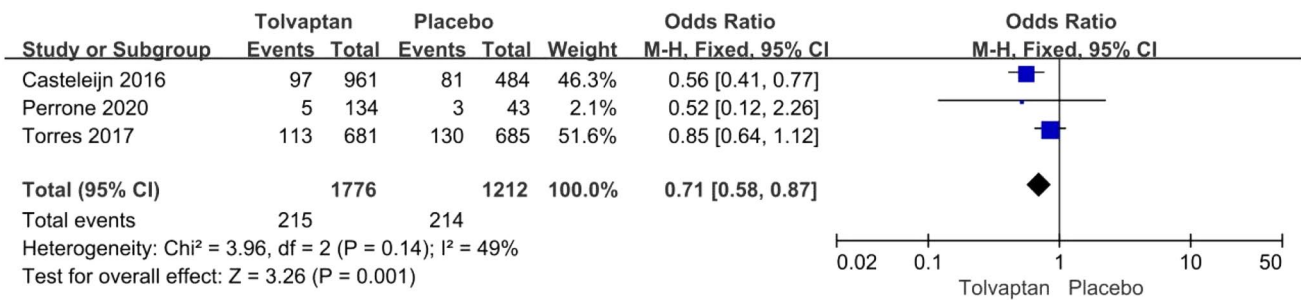 Tolvaptan Placebo Odds Ratio Odds Ratio
Study or Subgroup Events Total Events Total Weight M-H, Fixed, 95% CI M-H, Fixed, 95% CI
Casteleijn 2016 97 961 81 484 46.3% 0.56 [0.41, 0.77]
Perrone 2020 5 134 3 43 2.1% 0.52 [0.12, 2.26]
Torres 2017 113 681 130 685 51.6% 0.85 [0.64, 1.12]
Total (95% CI) 1776 1212 100.0% 0.71 [0.58, 0.87]
Total events 215 214
Heterogeneity: Chi² = 3.96, df = 2 (P = 0.14); I² = 49%
Test for overall effect: Z = 3.26 (P = 0.001)
0.02 0.1 1 10 50
Tolvaptan Placebo